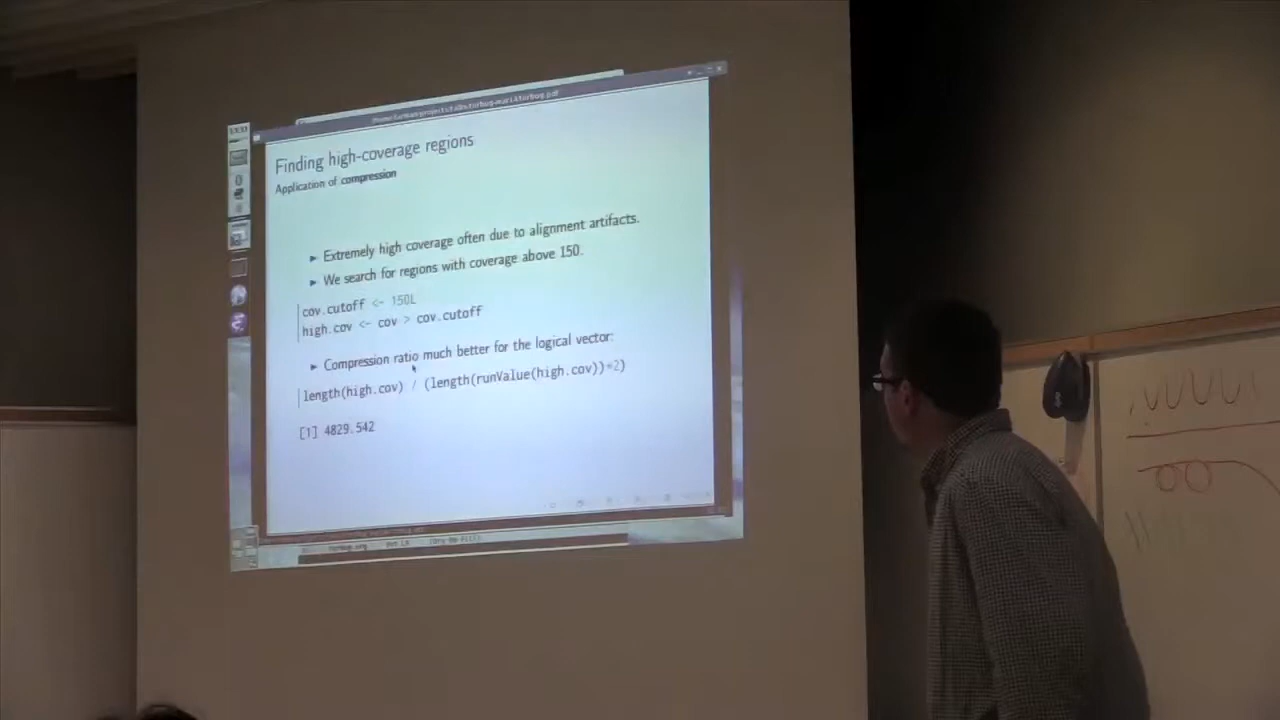 Finding high-coverage regions
Application of compression
Extremely high coverage often due to alignment artifacts.
We search for regions with coverage above 150.
cov.cutoff <- 150L
high.cov <- cov > cov.cutoff
Compression ratio much better for the logical vector:
length(high.cov) / (length(runValue(high.cov))*2)
[1] 4829.542